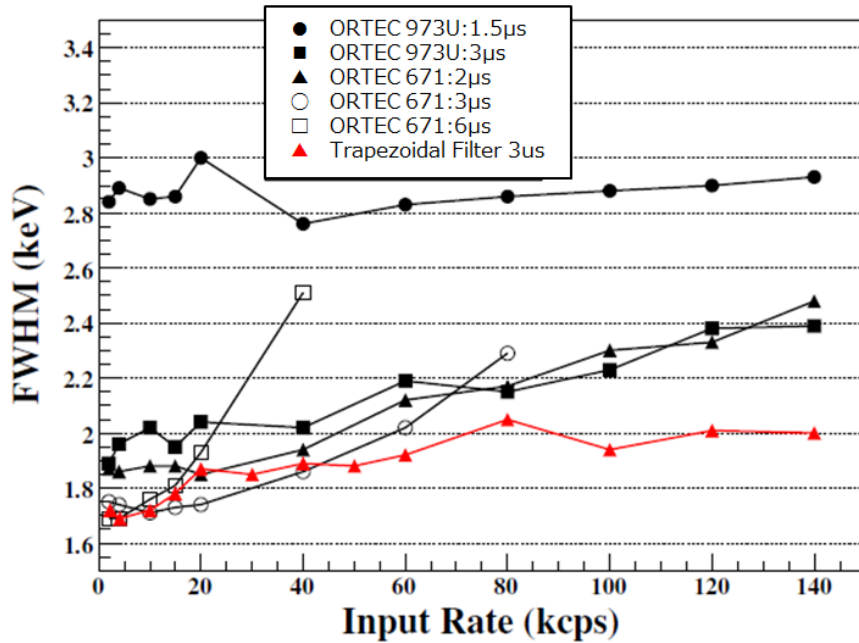 ORTEC 973U:1.5μs
ORTEC 973U:3μs
ORTEC 671:2μs
ORTEC 671:3μs
ORTEC 671:6μs
Trapezoidal Filter 3us
FWHM (keV)
3.4
3.2
3
2.8
2.6
2.4
2.2
2
1.8
1.6
0 20 40 60 80 100 120 140
Input Rate (kcps)